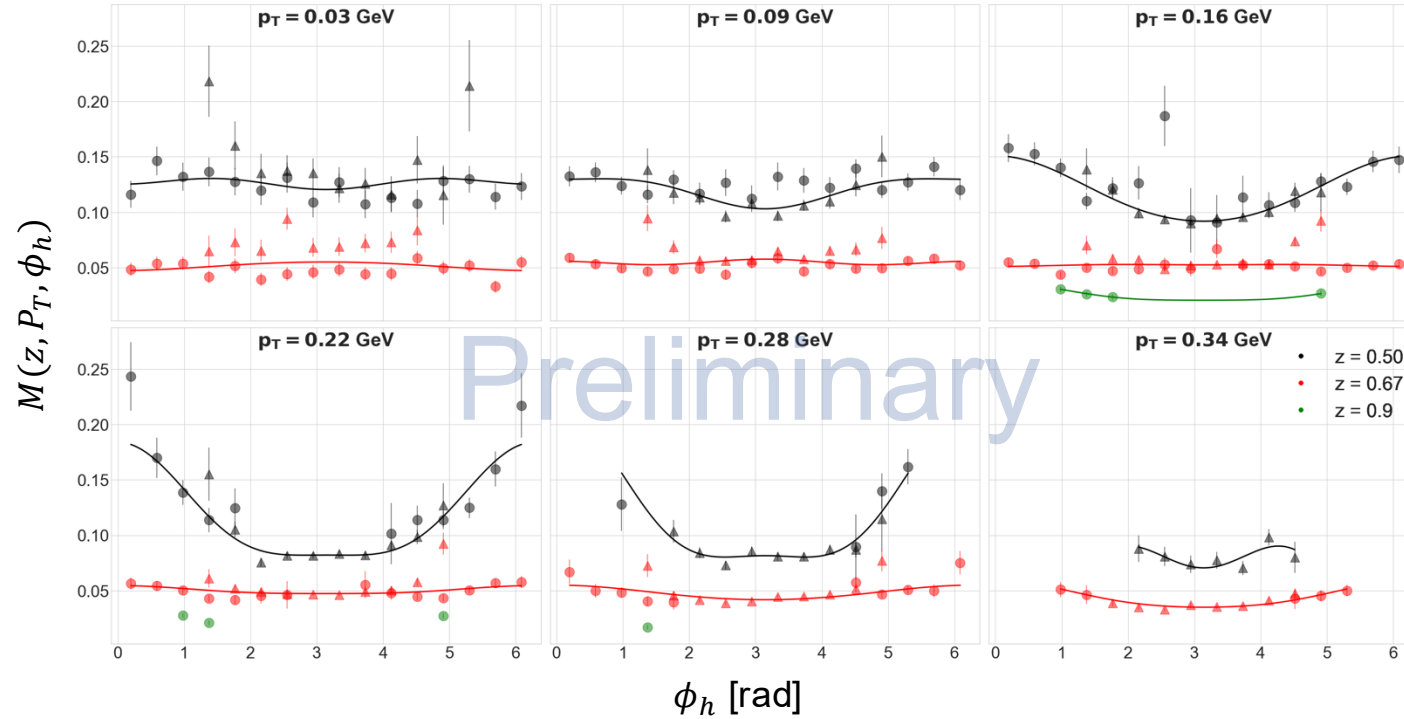 p_T = 0.03 GeV
p_T = 0.09 GeV
p_T = 0.16 GeV
0.25
0.20
0.15
0.10
0.05
M(z, P_T, ϕ_h)
p_T = 0.22 GeV
p_T = 0.28 GeV
p_T = 0.34 GeV
Preliminary
z = 0.50
z = 0.67
z = 0.9
0.25
0.20
0.15
0.10
0.05
0 1 2 3 4 5 6
0 1 2 3 4 5 6
0 1 2 3 4 5 6
ϕ_h [rad]